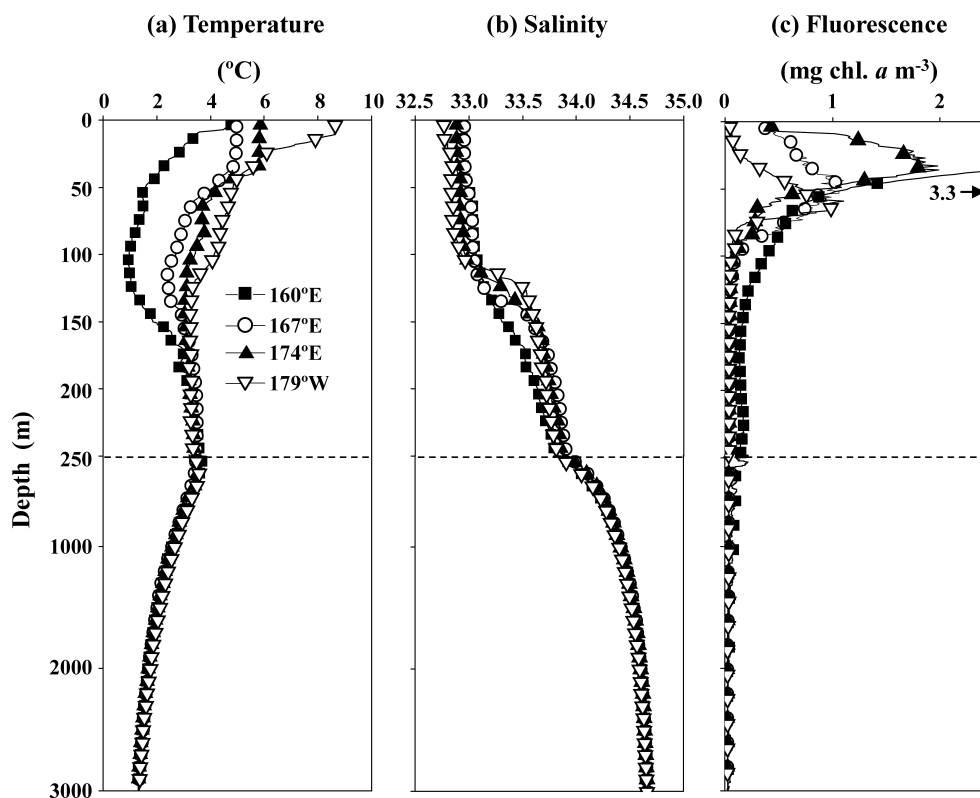 (a) Temperature (b) Salinity (c) Fluorescence
(ºC) (mg chl. a m-3)
0 2 4 6 8 10 32.5 33.0 33.5 34.0 34.5 35.0 0 1 2
0
50
3.3
100
160ºE
167ºE
150
174ºE
179ºW
200
250
Depth (m)
1000
2000
3000